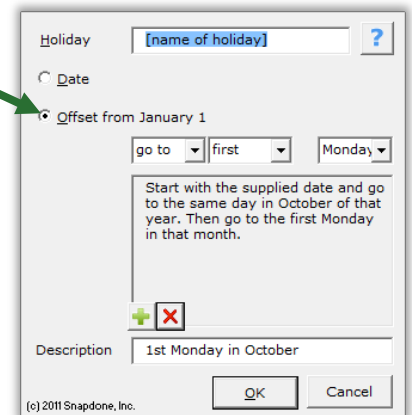 Holiday [name of holiday] ?
Date
Offset from January 1
go to first Monday
Start with the supplied date and go
to the same day in October of that
year. Then go to the first Monday
in that month.
Description 1st Monday in October
OK Cancel
(c) 2011 Snapdone, Inc.